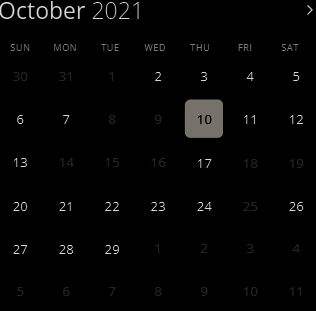 October 2021
SUN MON TUE WED THU FRI SAT
30 31 1 2 3 4 5
6 7 8 9 10 11 12
13 14 15 16 17 18 19
20 21 22 23 24 25 26
27 28 29 1 2 3 4
5 6 7 8 9 10 11